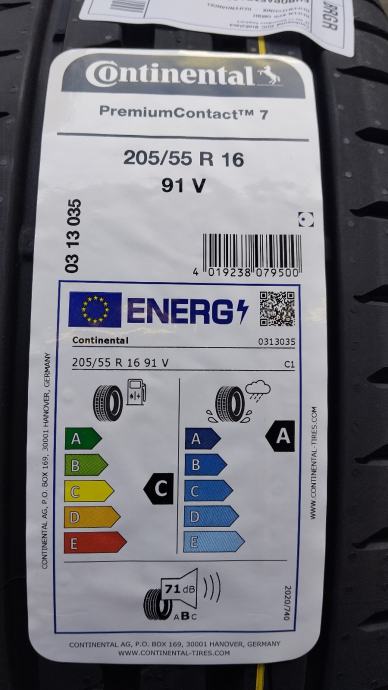 Continental
PremiumContact™ 7
205/55 R 16
91 V
03 13 035
4 019238 079500
ENERG
Continental 0313035
205/55 R 16 91 V C1
A A A
B B
C C C
D D
E E
71 dB
A B C
2020/740
CONTINENTAL AG, P.O. BOX 169, 30001 HANOVER, GERMANY
WWW.CONTINENTAL-TIRES.COM
CONTINENTAL AG, P.O. BOX 169, 30001 HANOVER, GERMANY
WWW.CONTINENTAL-TIRES.COM